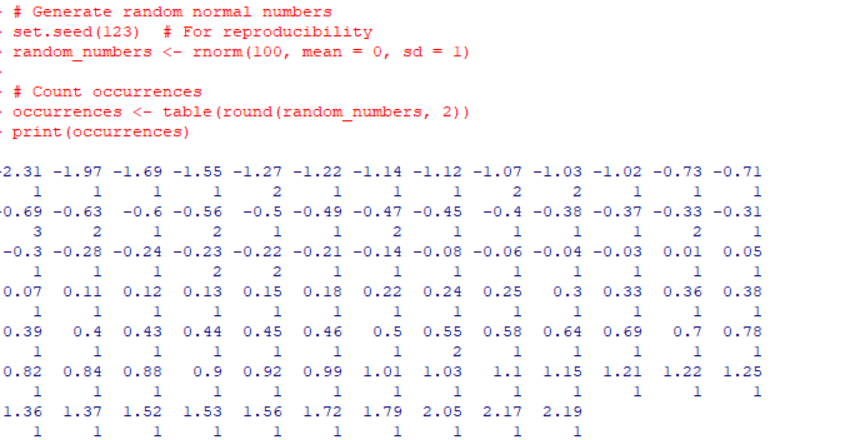 > # Generate random normal numbers
> set.seed(123)  # For reproducibility
> random_numbers <- rnorm(100, mean = 0, sd = 1)
>
> # Count occurrences
> occurrences <- table(round(random_numbers, 2))
> print(occurrences)
-2.31 -1.97 -1.69 -1.55 -1.27 -1.22 -1.14 -1.12 -1.07 -1.03 -1.02 -0.73 -0.71
1 1 1 1 2 1 1 1 2 2 1 1 1
-0.69 -0.63 -0.6 -0.56 -0.5 -0.49 -0.47 -0.45 -0.4 -0.38 -0.37 -0.33 -0.31
3 2 1 2 1 1 2 1 1 1 1 2 1
-0.3 -0.28 -0.24 -0.23 -0.22 -0.21 -0.14 -0.08 -0.06 -0.04 -0.03 0.01 0.05
1 1 1 2 2 1 1 1 1 1 1 1 1
0.07 0.11 0.12 0.13 0.15 0.18 0.22 0.24 0.25 0.3 0.33 0.36 0.38
1 1 1 1 1 1 1 1 1 1 1 1 1
0.39 0.4 0.43 0.44 0.45 0.46 0.5 0.55 0.58 0.64 0.69 0.7 0.78
1 1 1 1 1 1 1 2 1 1 1 1 1
0.82 0.84 0.88 0.9 0.92 0.99 1.01 1.03 1.1 1.15 1.21 1.22 1.25
1 1 1 1 1 1 1 1 1 1 1 1 1
1.36 1.37 1.52 1.53 1.56 1.72 1.79 2.05 2.17 2.19
1 1 1 1 1 1 1 1 1 1